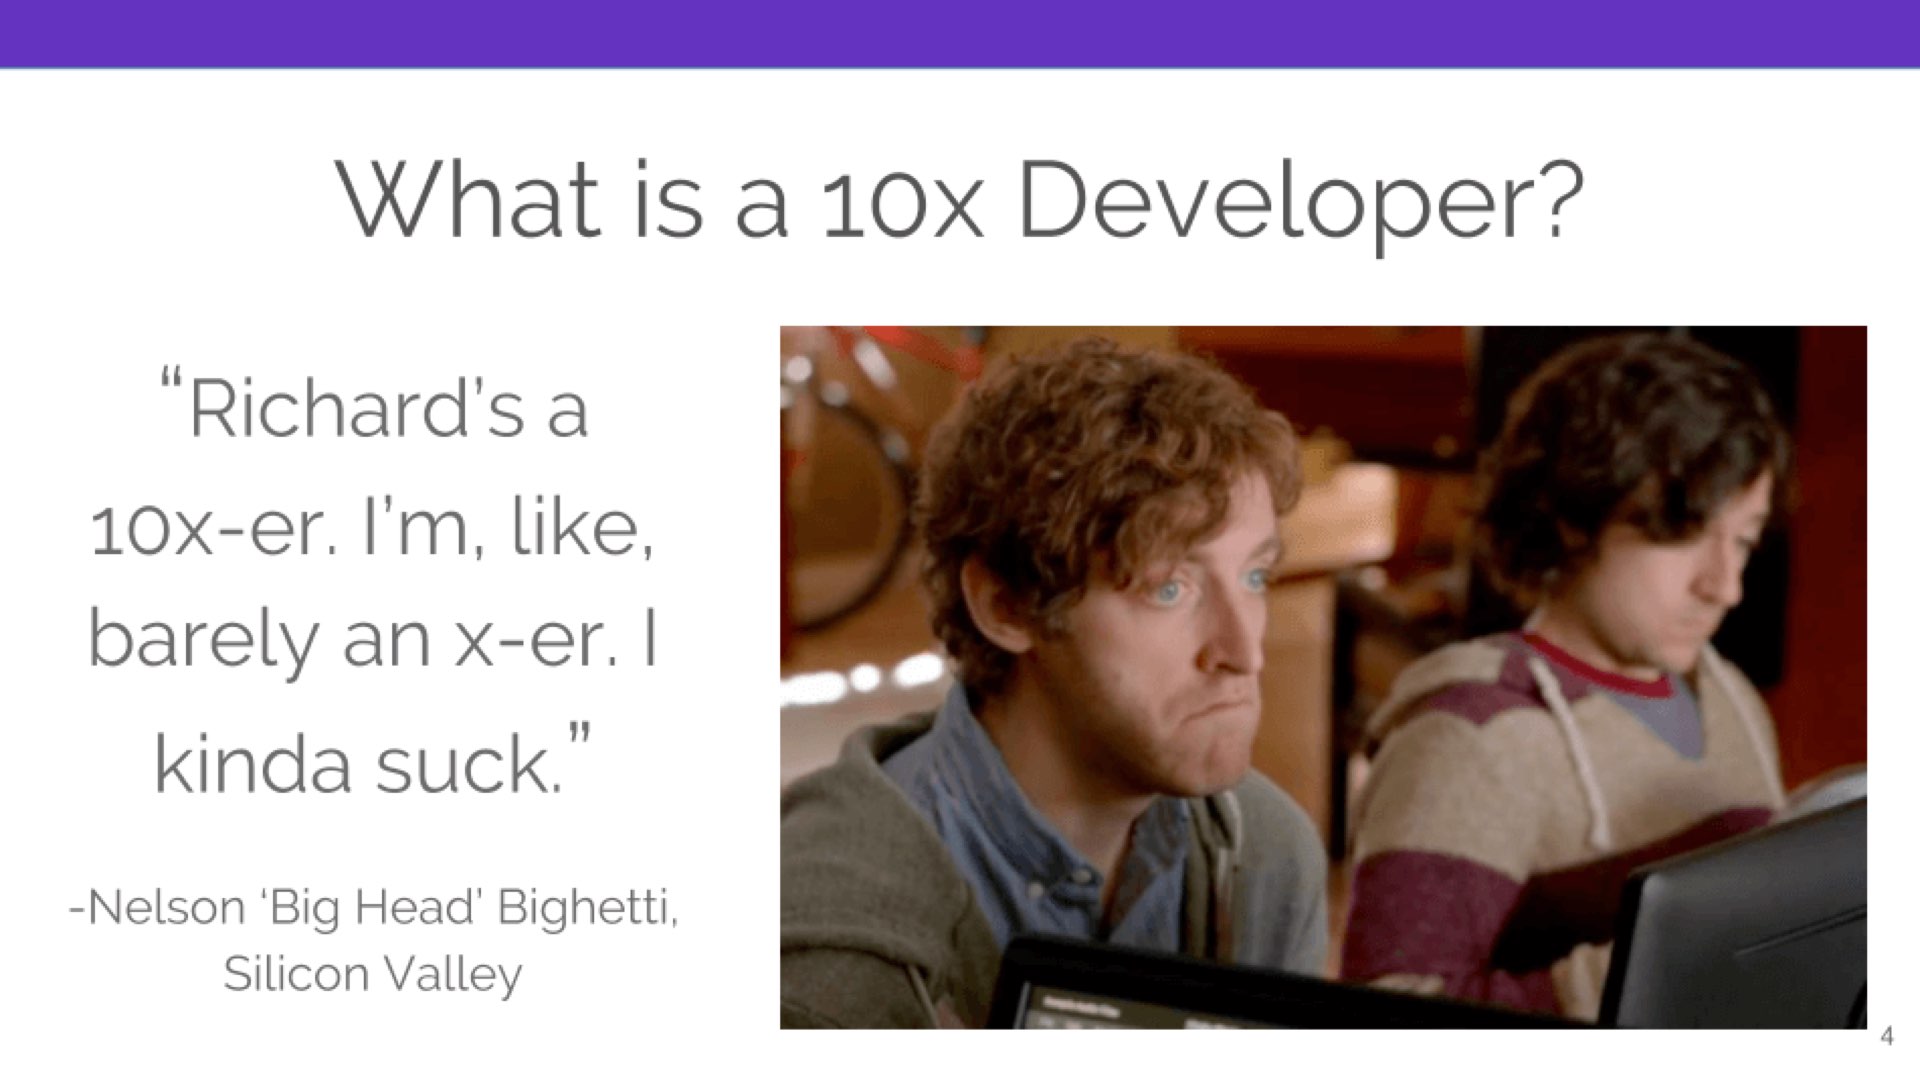 What is a 10x Developer?
“Richard’s a
10x-er. I’m, like,
barely an x-er. I
kinda suck.”
-Nelson ‘Big Head’ Bighetti,
Silicon Valley
4